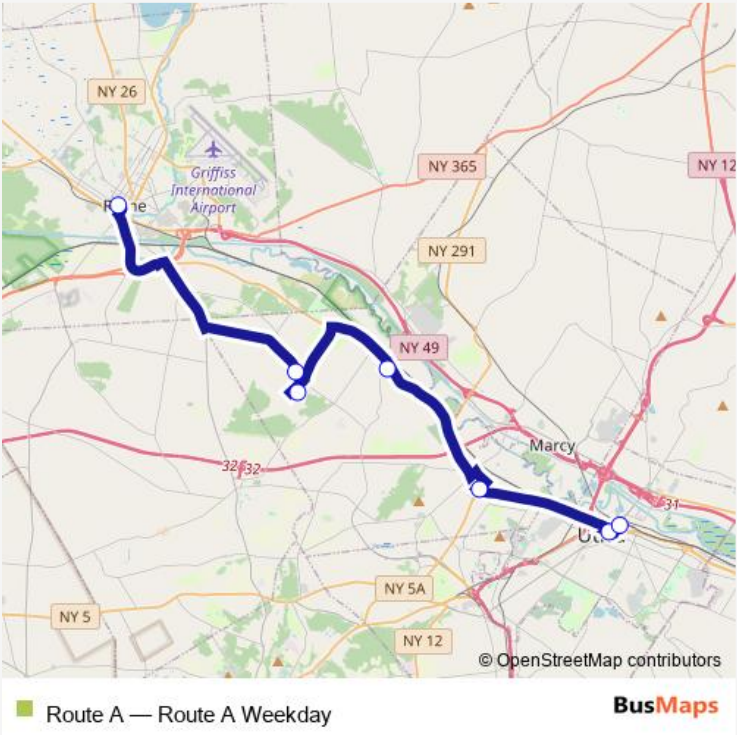 NY 26
Griffiss
International
Airport
NY 365
NY 12
NY 291
NY 49
Marcy
32
32
31
NY 5A
NY 5
NY 12
© OpenStreetMap contributors
Route A — Route A Weekday
BusMaps